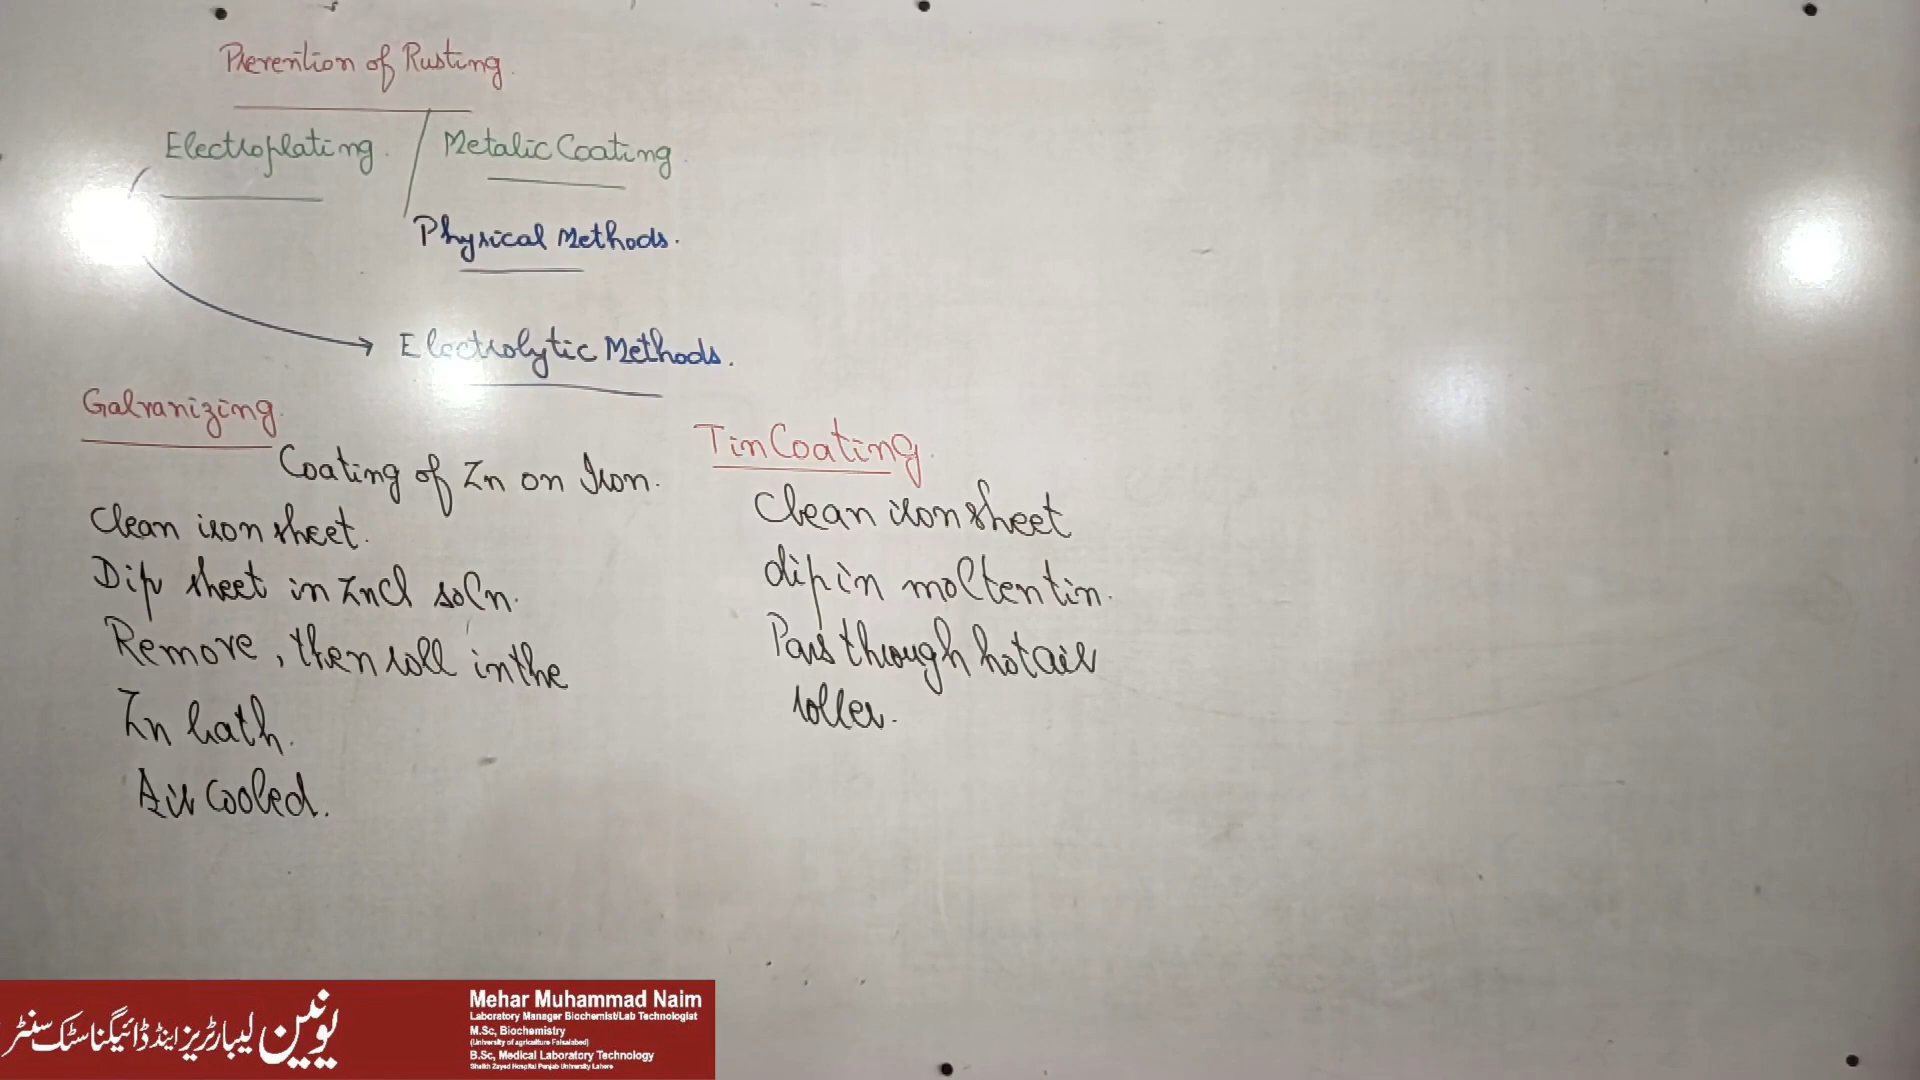 Prevention of Rusting.
Electroplating. / Metalic Coating.
Physical Methods.
Electrolytic Methods.
Galvanizing.
Coating of Zn on Iron.
Clean iron sheet.
Dip sheet in ZnCl soln.
Remove, then roll in the
Zn bath.
Air cooled.
Tin Coating.
Clean iron sheet
dip in molten tin.
Pass through hot air
roller.
یونین لیبارٹریز اینڈ ڈائیگناسٹک سنٹر
Mehar Muhammad Naim
Laboratory Manager Biochemist/Lab Technologist
M.Sc, Biochemistry
(University of agriculture Faisalabad)
B.Sc, Medical Laboratory Technology
Shaikh Zayed Hospital Punjab University Lahore